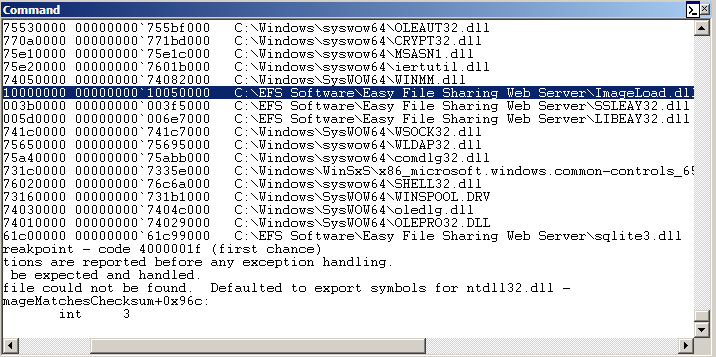 Command
75530000 00000000`755bf000   C:\Windows\syswow64\OLEAUT32.dll
770a0000 00000000`771bd000   C:\Windows\syswow64\CRYPT32.dll
75e10000 00000000`75e1c000   C:\Windows\syswow64\MSASN1.dll
75e20000 00000000`7601b000   C:\Windows\syswow64\iertutil.dll
74050000 00000000`74082000   C:\Windows\SysWOW64\WINMM.dll
10000000 00000000`10050000   C:\EFS Software\Easy File Sharing Web Server\ImageLoad.dll
003b0000 00000000`003f5000   C:\EFS Software\Easy File Sharing Web Server\SSLEAY32.dll
005d0000 00000000`006e7000   C:\EFS Software\Easy File Sharing Web Server\LIBEAY32.dll
741c0000 00000000`741c7000   C:\Windows\SysWOW64\WSOCK32.dll
75650000 00000000`75695000   C:\Windows\syswow64\WLDAP32.dll
75a40000 00000000`75abb000   C:\Windows\syswow64\comdlg32.dll
731c0000 00000000`7335e000   C:\Windows\WinSxS\x86_microsoft.windows.common-controls_65
76020000 00000000`76c6a000   C:\Windows\syswow64\SHELL32.dll
73160000 00000000`731b1000   C:\Windows\SysWOW64\WINSPOOL.DRV
74030000 00000000`7404c000   C:\Windows\SysWOW64\oledlg.dll
74010000 00000000`74029000   C:\Windows\SysWOW64\OLEPRO32.DLL
61c00000 00000000`61c99000   C:\EFS Software\Easy File Sharing Web Server\sqlite3.dll
reakpoint - code 4000001f (first chance)
tions are reported before any exception handling.
 be expected and handled.
file could not be found.  Defaulted to export symbols for ntdll32.dll -
mageMatchesChecksum+0x96c:
int     3